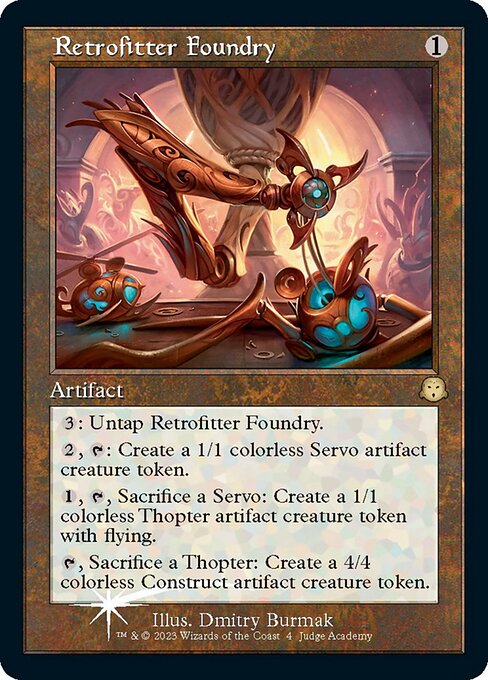 Retrofitter Foundry 1
Artifact
3: Untap Retrofitter Foundry.
2, : Create a 1/1 colorless Servo artifact
creature token.
1, , Sacrifice a Servo: Create a 1/1
colorless Thopter artifact creature token
with flying.
, Sacrifice a Thopter: Create a 4/4
colorless Construct artifact creature token.
Illus. Dmitry Burmak
™ & © 2023 Wizards of the Coast 4 Judge Academy